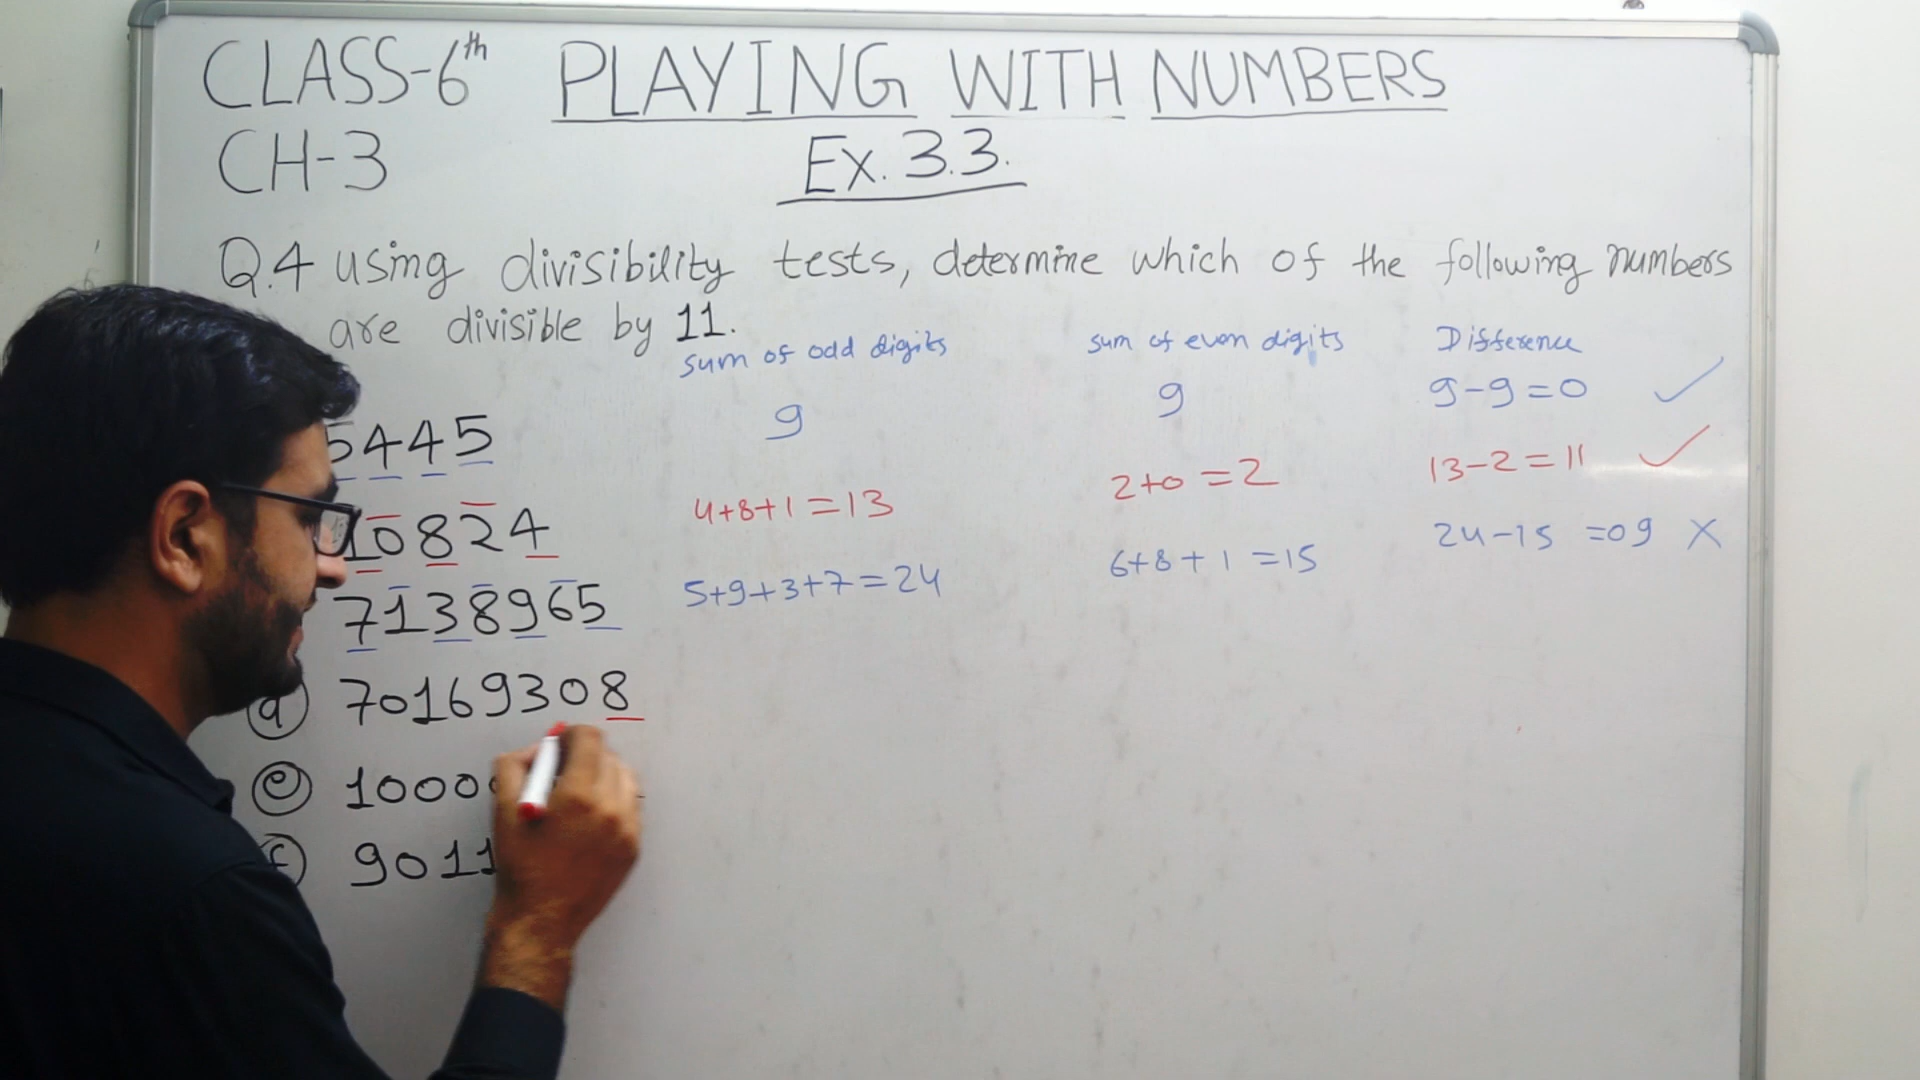 CLASS-6th PLAYING WITH NUMBERS
CH-3 Ex. 3.3.
Q.4 using divisibility tests, determine which of the following numbers
are divisible by 11.
sum of odd digits sum of even digits Difference
5445 9 9 9-9=0 ✓
10824 4+8+1=13 2+0=2 13-2=11 ✓
7138965 5+9+3+7=24 6+8+1=15 24-15=09 X
(d) 70169308
(e) 1000
(f) 9011